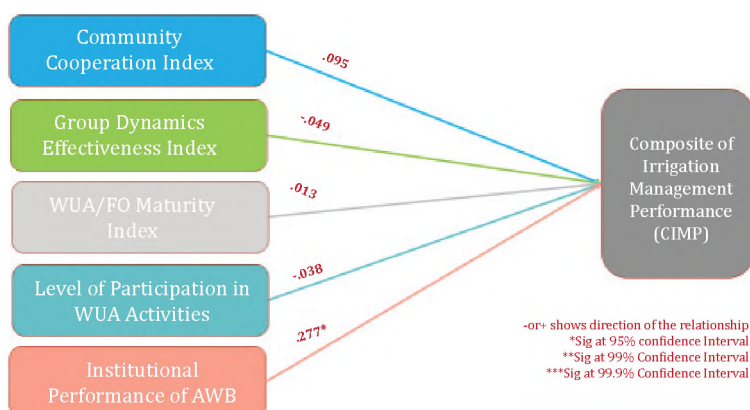 Community
Cooperation Index
.095
Group Dynamics
Effectiveness Index
-.049
WUA/FO Maturity
Index
.013
Level of Participation in
WUA Activities
-.038
Institutional
Performance of AWB
.277*
Composite of
Irrigation
Management
Performance
(CIMP)
-or+ shows direction of the relationship
*Sig at 95% confidence Interval
**Sig at 99% Confidence Interval
***Sig at 99.9% Confidence Interval